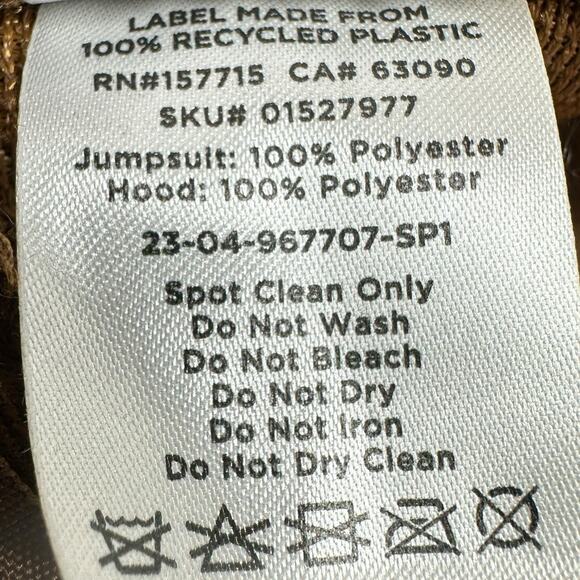 LABEL MADE FROM
100% RECYCLED PLASTIC
RN#157715 CA# 63090
SKU# 01527977
Jumpsuit: 100% Polyester
Hood: 100% Polyester
23-04-967707-SP1
Spot Clean Only
Do Not Wash
Do Not Bleach
Do Not Dry
Do Not Iron
Do Not Dry Clean